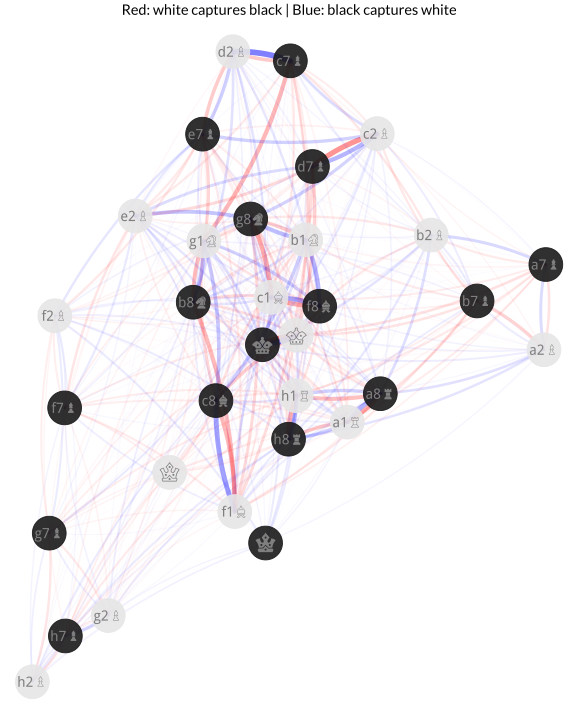 Red: white captures black | Blue: black captures white
d2
c7
e7
c2
d7
e2
g8
g1
b1
b2
a7
b8
c1
f8
b7
f2
a2
f7
c8
h1
a8
a1
h8
f1
g7
g2
h7
h2